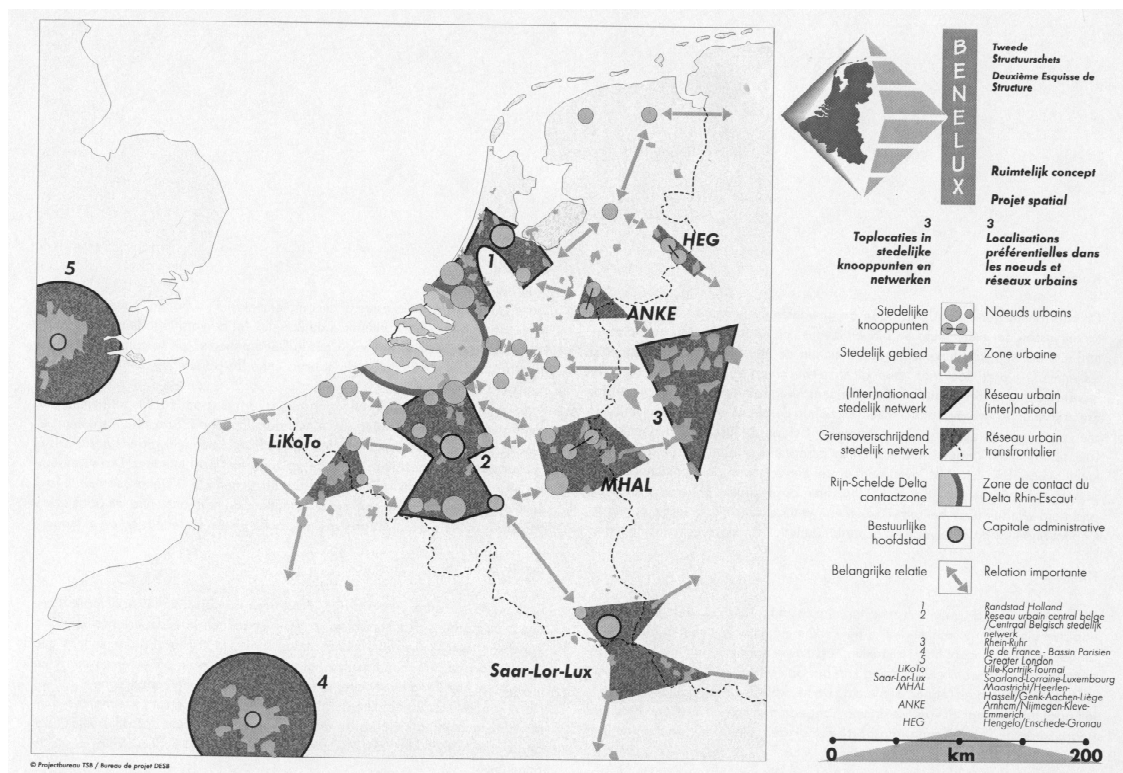 5
1
HEG
ANKE
3
LiKoTo
2
MHAL
Saar-Lor-Lux
4
© Projectbureau TSB / Bureau de projet DESB
BENELUX
Tweede
Structuurschets
Deuxième Esquisse de
Structure
Ruimtelijk concept
Projet spatial
3
Toplocaties in
stedelijke
knooppunten en
netwerken
3
Localisations
préférentielles dans
les noeuds et
réseaux urbains
Stedelijke
knooppunten
Noeuds urbains
Stedelijk gebied
Zone urbaine
(Inter)nationaal
stedelijk netwerk
Réseau urbain
(inter)national
Grensoverschrijdend
stedelijk netwerk
Réseau urbain
transfrontalier
Rijn-Schelde Delta
contactzone
Zone de contact du
Delta Rhin-Escaut
Bestuurlijke
hoofdstad
Capitale administrative
Belangrijke relatie
Relation importante
1 Randstad Holland
2 Reseau urbain central belge
/Centraal Belgisch stedelijk
netwerk
3 Rhein-Ruhr
4 Ile de France - Bassin Parisien
5 Greater London
LiKoTo Lille-Kortrijk-Tournai
Saar-Lor-Lux Saarland-Lorraine-Luxembourg
MHAL Maastricht/Heerlen-
Hasselt/Genk-Aachen-Liège
ANKE Arnhem/Nijmegen-Kleve-
Emmerich
HEG Hengelo/Enschede-Gronau
0 km 200